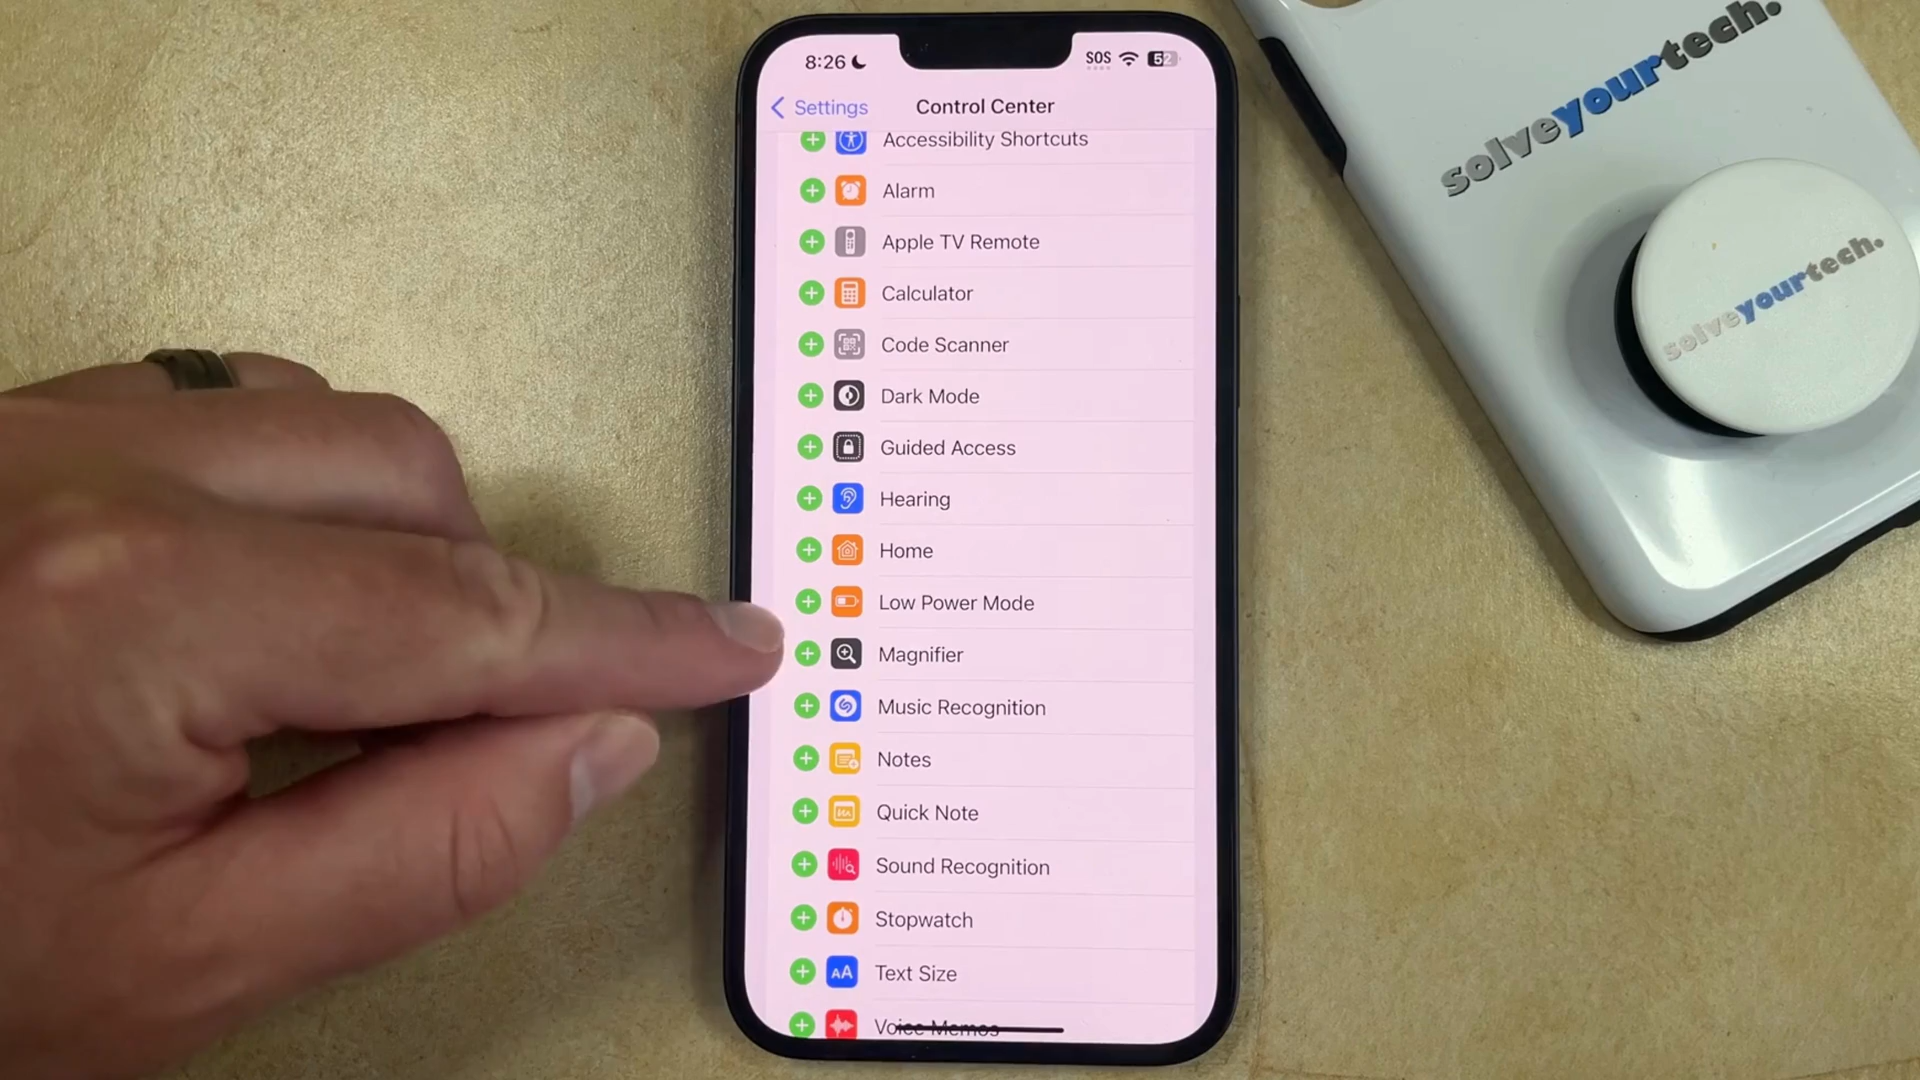 8:26
SOS
52
Settings
Control Center
Accessibility Shortcuts
Alarm
Apple TV Remote
Calculator
Code Scanner
Dark Mode
Guided Access
Hearing
Home
Low Power Mode
Magnifier
Music Recognition
Notes
Quick Note
Sound Recognition
Stopwatch
AA Text Size
Voice Memos
solveyourtech.
solveyourtech.